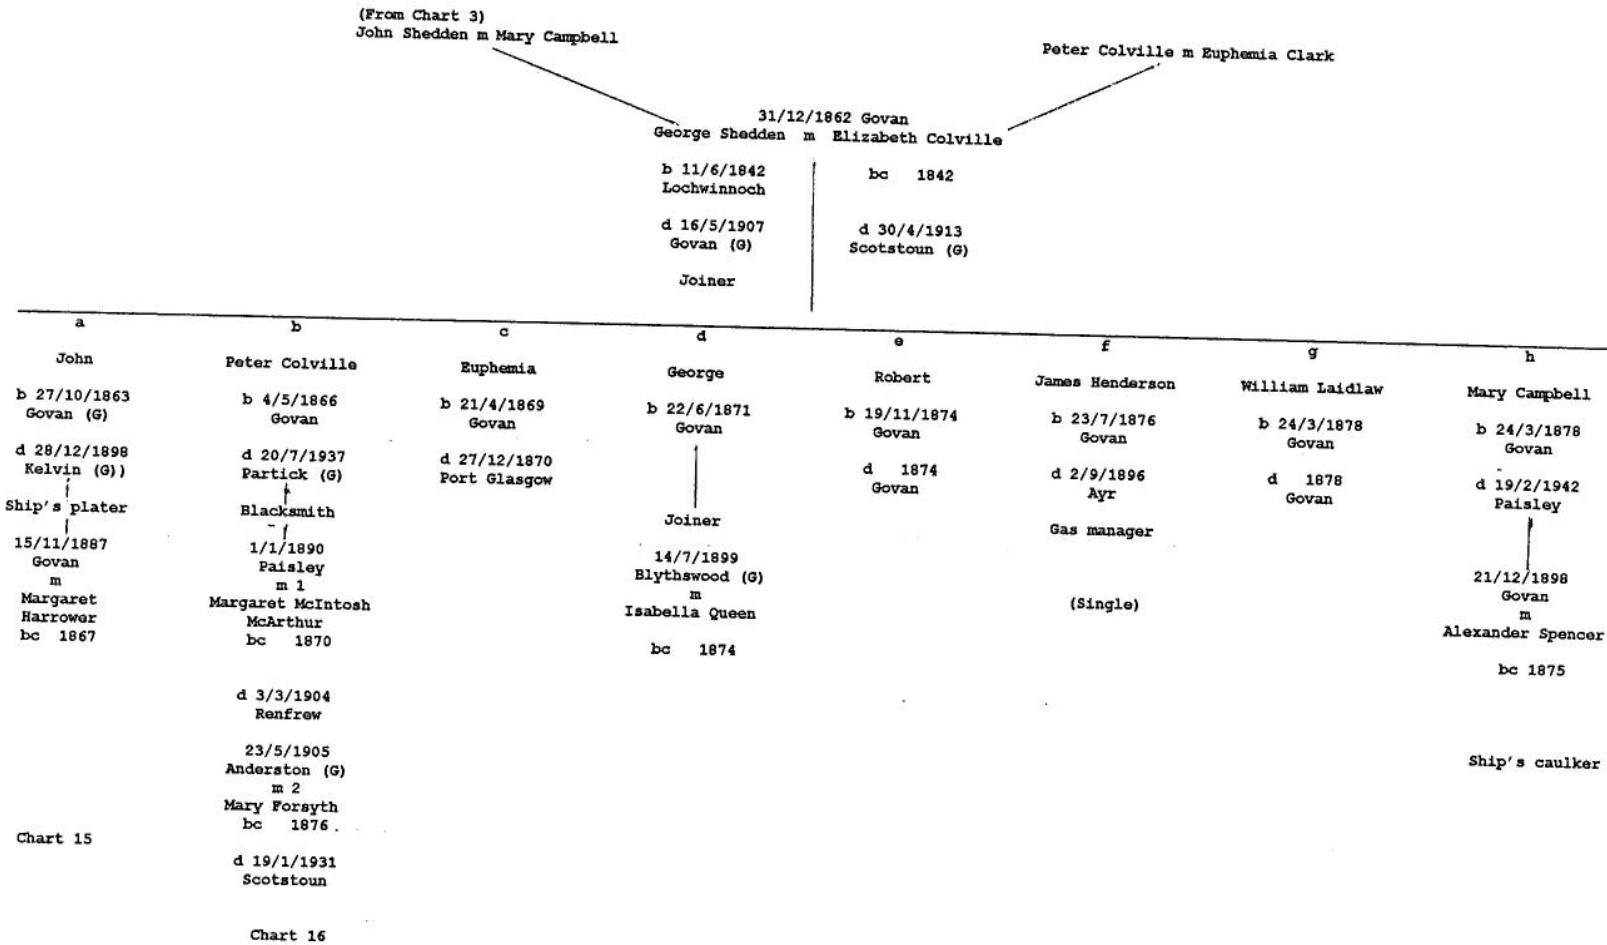 (From Chart 3)
John Shedden m Mary Campbell
Peter Colville m Euphemia Clark
31/12/1862 Govan
George Shedden m Elizabeth Colville
b 11/6/1842
Lochwinnoch
d 16/5/1907
Govan (G)
Joiner
bc 1842
d 30/4/1913
Scotstoun (G)
a
John
b 27/10/1863
Govan (G)
d 28/12/1898
Kelvin (G))
Ship's plater
15/11/1887
Govan
m
Margaret
Harrower
bc 1867
Chart 15
b
Peter Colville
b 4/5/1866
Govan
d 20/7/1937
Partick (G)
Blacksmith
1/1/1890
Paisley
m 1
Margaret McIntosh
McArthur
bc 1870
d 3/3/1904
Renfrew
23/5/1905
Anderston (G)
m 2
Mary Forsyth
bc 1876
d 19/1/1931
Scotstoun
Chart 16
c
Euphemia
b 21/4/1869
Govan
d 27/12/1870
Port Glasgow
d
George
b 22/6/1871
Govan
Joiner
14/7/1899
Blythswood (G)
m
Isabella Queen
bc 1874
e
Robert
b 19/11/1874
Govan
d 1874
Govan
f
James Henderson
b 23/7/1876
Govan
d 2/9/1896
Ayr
Gas manager
(Single)
g
William Laidlaw
b 24/3/1878
Govan
d 1878
Govan
h
Mary Campbell
b 24/3/1878
Govan
d 19/2/1942
Paisley
21/12/1898
Govan
m
Alexander Spencer
bc 1875
Ship's caulker